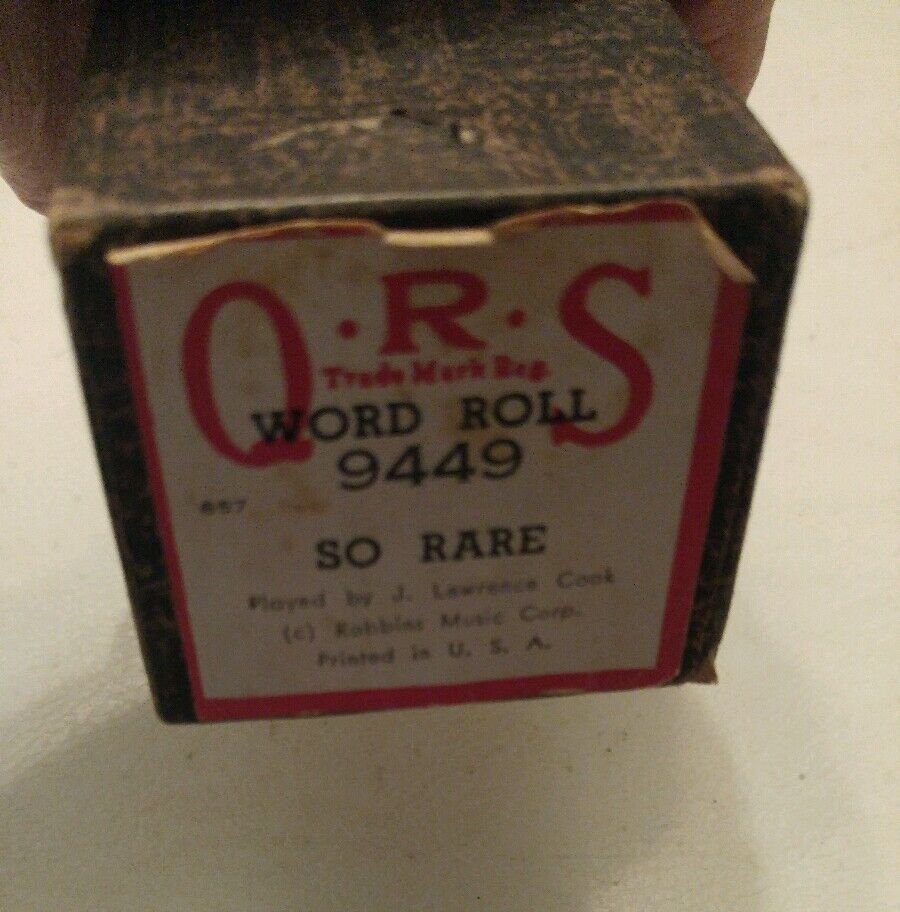 Q·R·S
Trade Mark Reg.
WORD ROLL
9449
857
SO RARE
Played by J. Lawrence Cook
(c) Robbins Music Corp.
Printed in U. S. A.